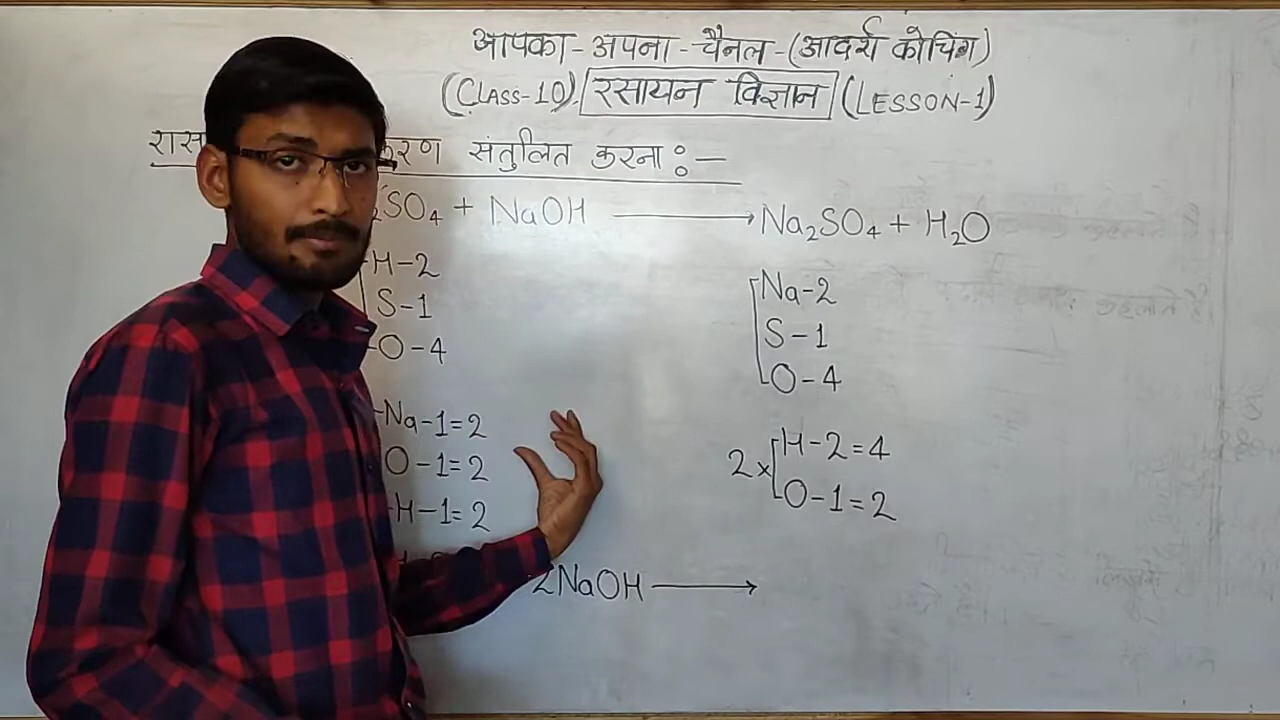 आपका-अपना-चैनल-(आदर्श कोचिंग)
(CLASS-10) रसायन विज्ञान (LESSON-1)
संतुलित करना :-
SO₄ + NaOH ⟶ Na₂SO₄ + H₂O
H-2
S-1
O-4
Na-2
S-1
O-4
Na-1=2
O-1=2
H-1=2
2x H-2=4
O-1=2
2NaOH ⟶